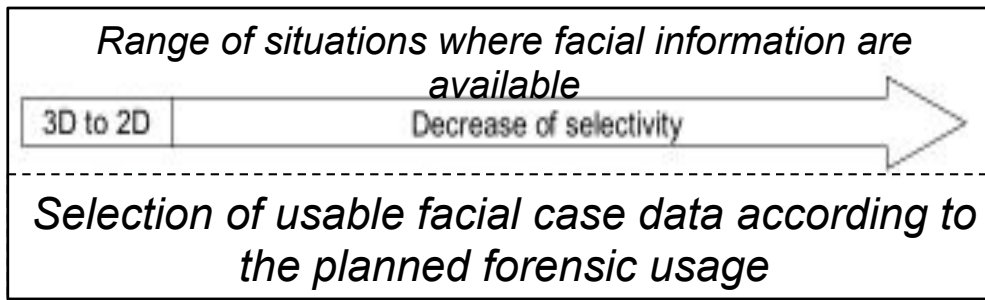 Range of situations where facial information are
available
3D to 2D Decrease of selectivity
Selection of usable facial case data according to
the planned forensic usage